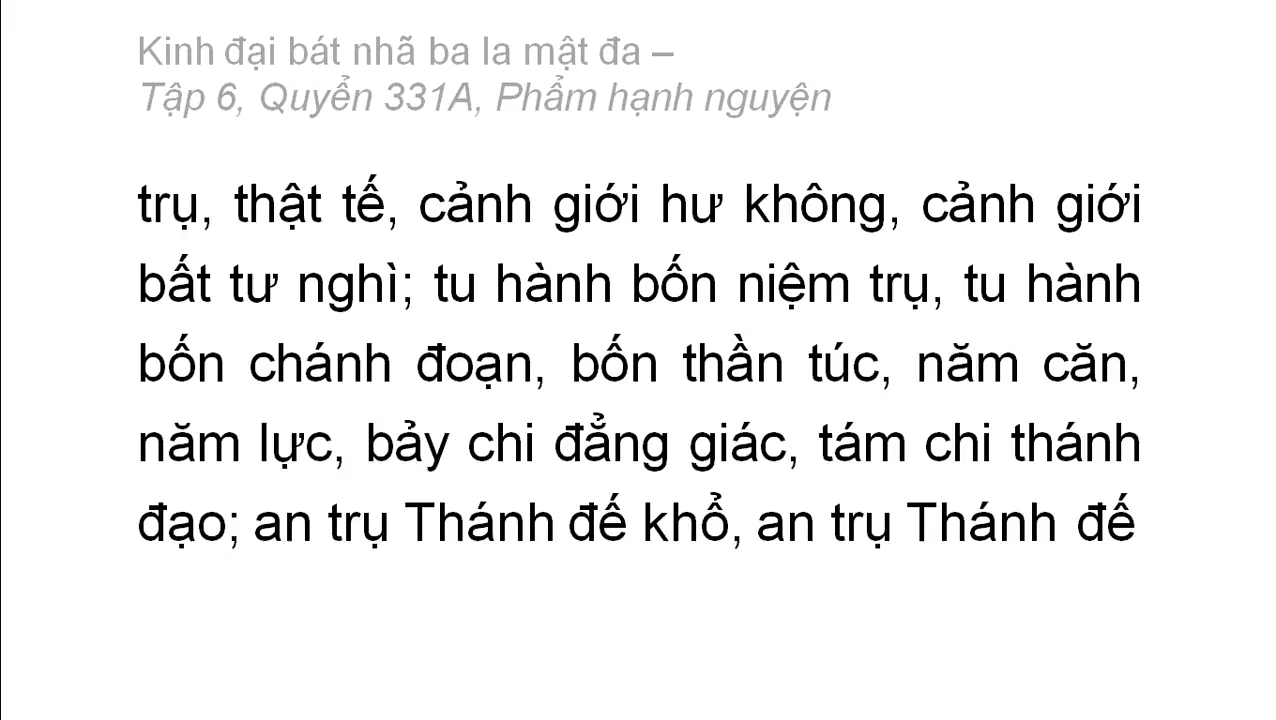 Kinh đại bát nhã ba la mật đa –
Tập 6, Quyển 331A, Phẩm hạnh nguyện
trụ, thật tế, cảnh giới hư không, cảnh giới
bất tư nghì; tu hành bốn niệm trụ, tu hành
bốn chánh đoạn, bốn thần túc, năm căn,
năm lực, bảy chi đẳng giác, tám chi thánh
đạo; an trụ Thánh đế khổ, an trụ Thánh đế